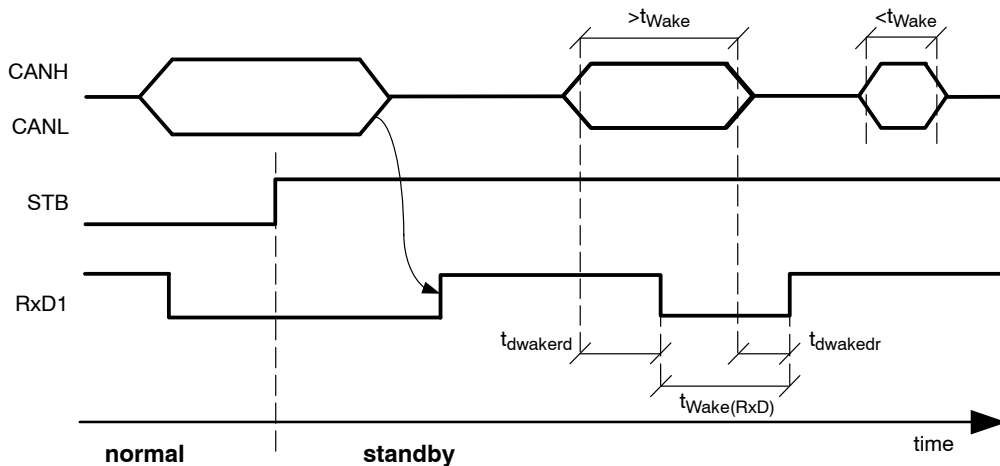 >tWake
<tWake
CANH
CANL
STB
RxD1
tdwakerd
tdwakedr
tWake(RxD)
time
normal
standby